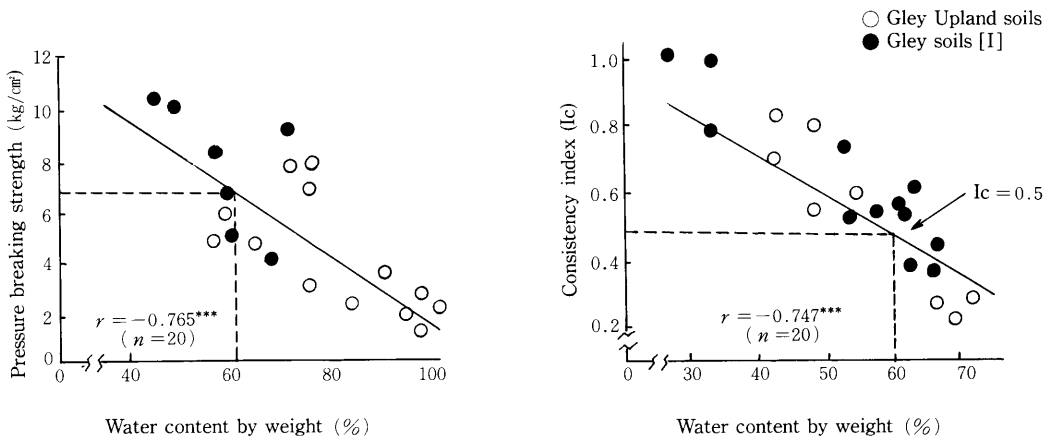 ○ Gley Upland soils
● Gley soils [I]
Pressure breaking strength (kg/cm²)
12
10
8
6
4
2
0
r = −0.765***
( n = 20)
0 40 60 80 100
Water content by weight (%)
Consistency index (Ic)
1.0
0.8
0.6
0.4
0.2
Ic = 0.5
r = −0.747***
( n = 20)
0 30 40 50 60 70
Water content by weight (%)